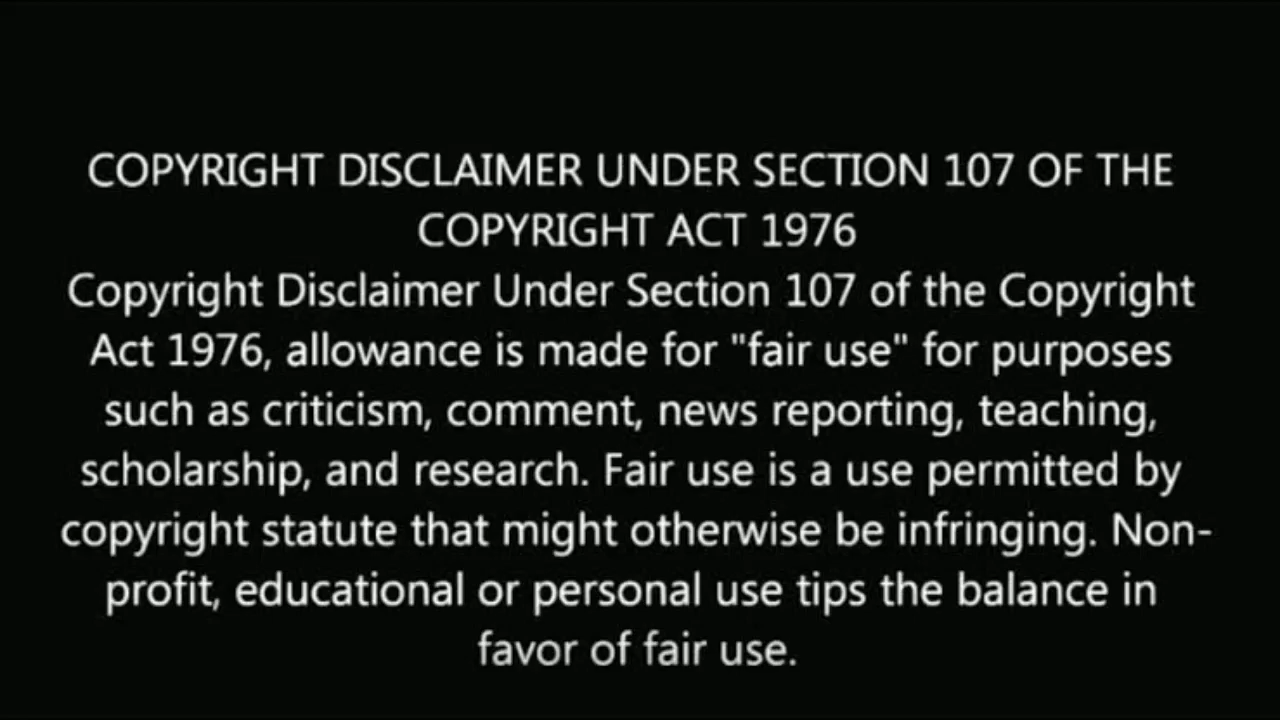 COPYRIGHT DISCLAIMER UNDER SECTION 107 OF THE
COPYRIGHT ACT 1976
Copyright Disclaimer Under Section 107 of the Copyright
Act 1976, allowance is made for "fair use" for purposes
such as criticism, comment, news reporting, teaching,
scholarship, and research. Fair use is a use permitted by
copyright statute that might otherwise be infringing. Non-
profit, educational or personal use tips the balance in
favor of fair use.